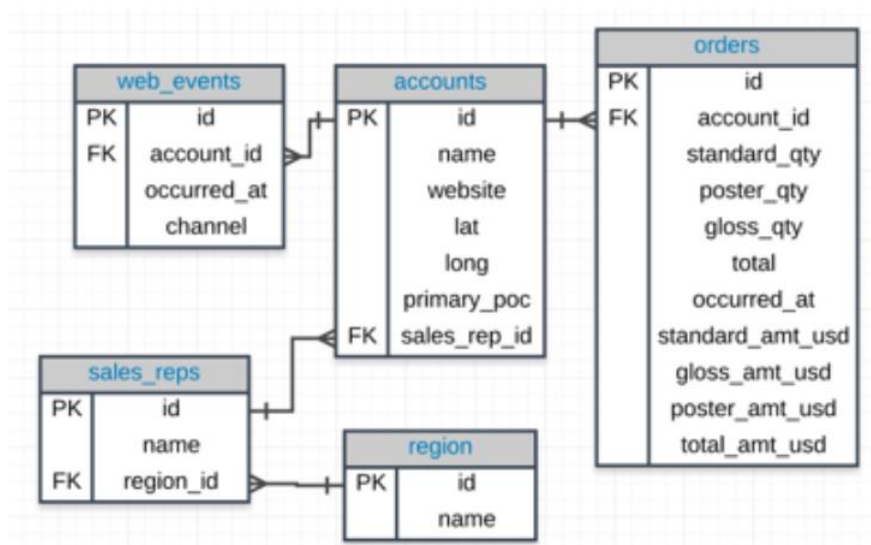 web_events
PK id
FK account_id
occurred_at
channel
accounts
PK id
name
website
lat
long
primary_poc
FK sales_rep_id
orders
PK id
FK account_id
standard_qty
poster_qty
gloss_qty
total
occurred_at
standard_amt_usd
gloss_amt_usd
poster_amt_usd
total_amt_usd
sales_reps
PK id
name
FK region_id
region
PK id
name